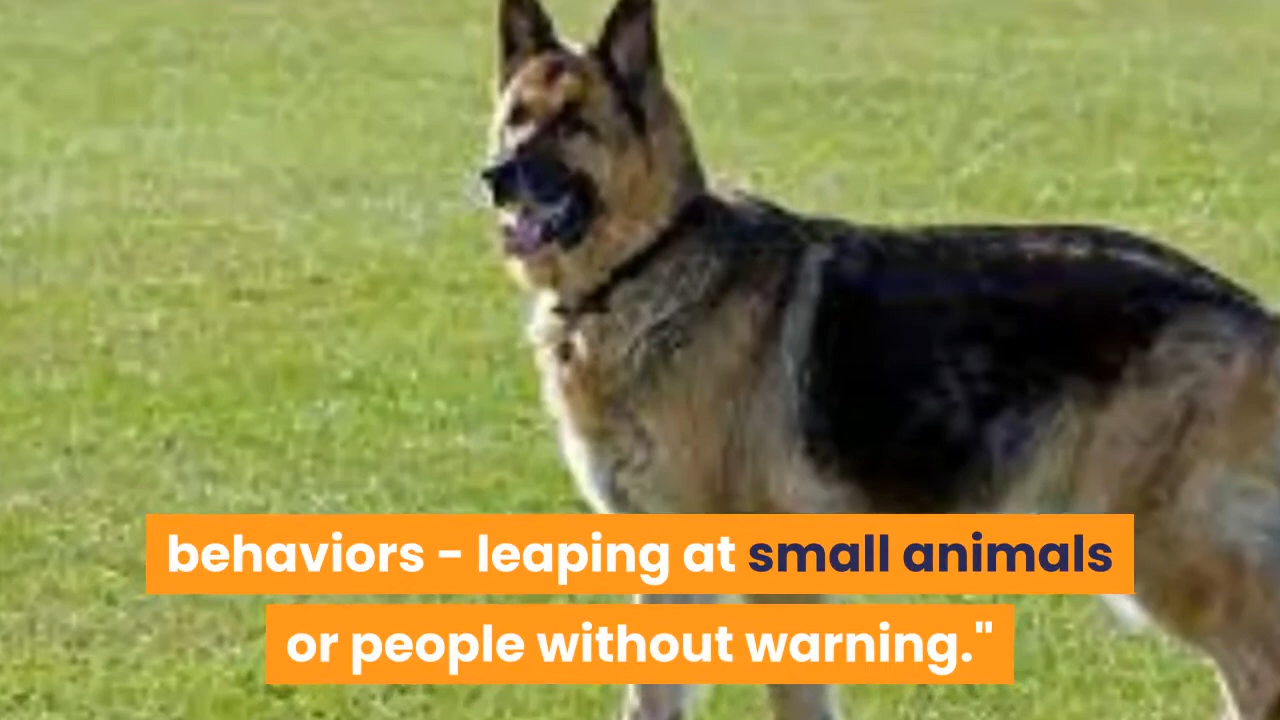 behaviors - leaping at small animals
or people without warning."